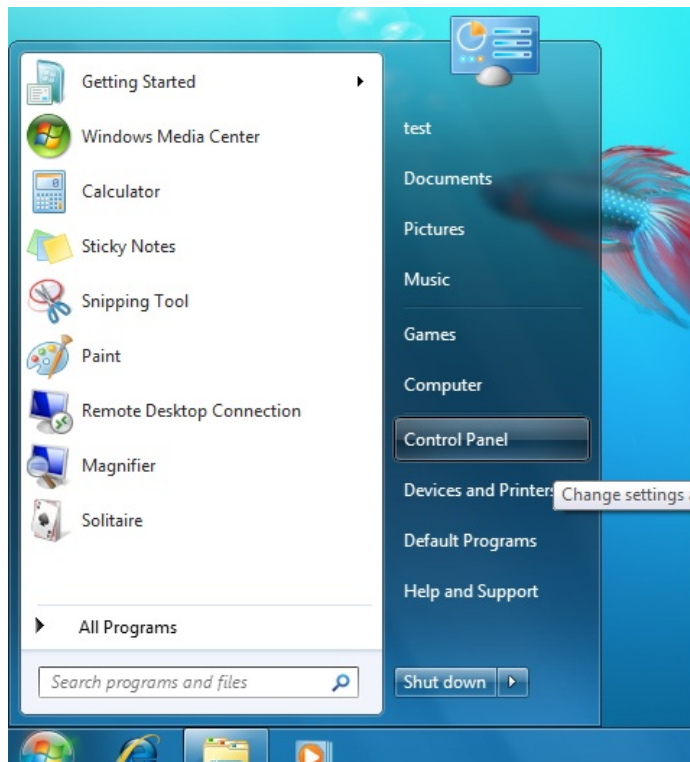 Getting Started
Windows Media Center
Calculator
Sticky Notes
Snipping Tool
Paint
Remote Desktop Connection
Magnifier
Solitaire
All Programs
Search programs and files
test
Documents
Pictures
Music
Games
Computer
Control Panel
Devices and Printers
Change settings
Default Programs
Help and Support
Shut down